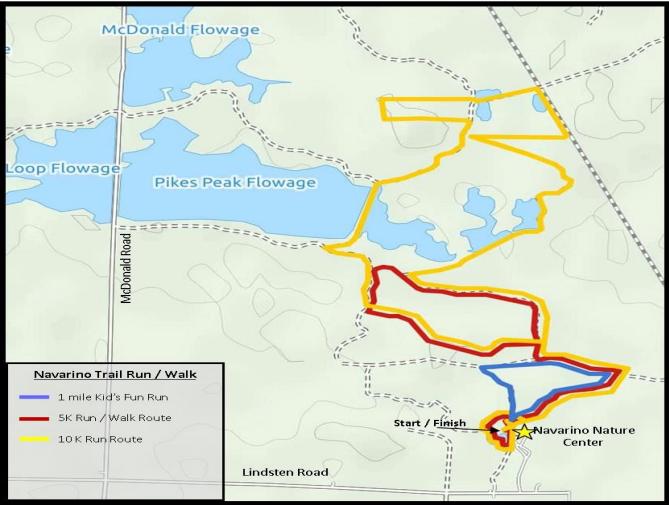 McDonald Flowage
e
Loop Flowage
Pikes Peak Flowage
McDonald Road
Navarino Trail Run / Walk
1 mile Kid's Fun Run
5K Run / Walk Route
10 K Run Route
Start / Finish
Navarino Nature
Center
Lindsten Road